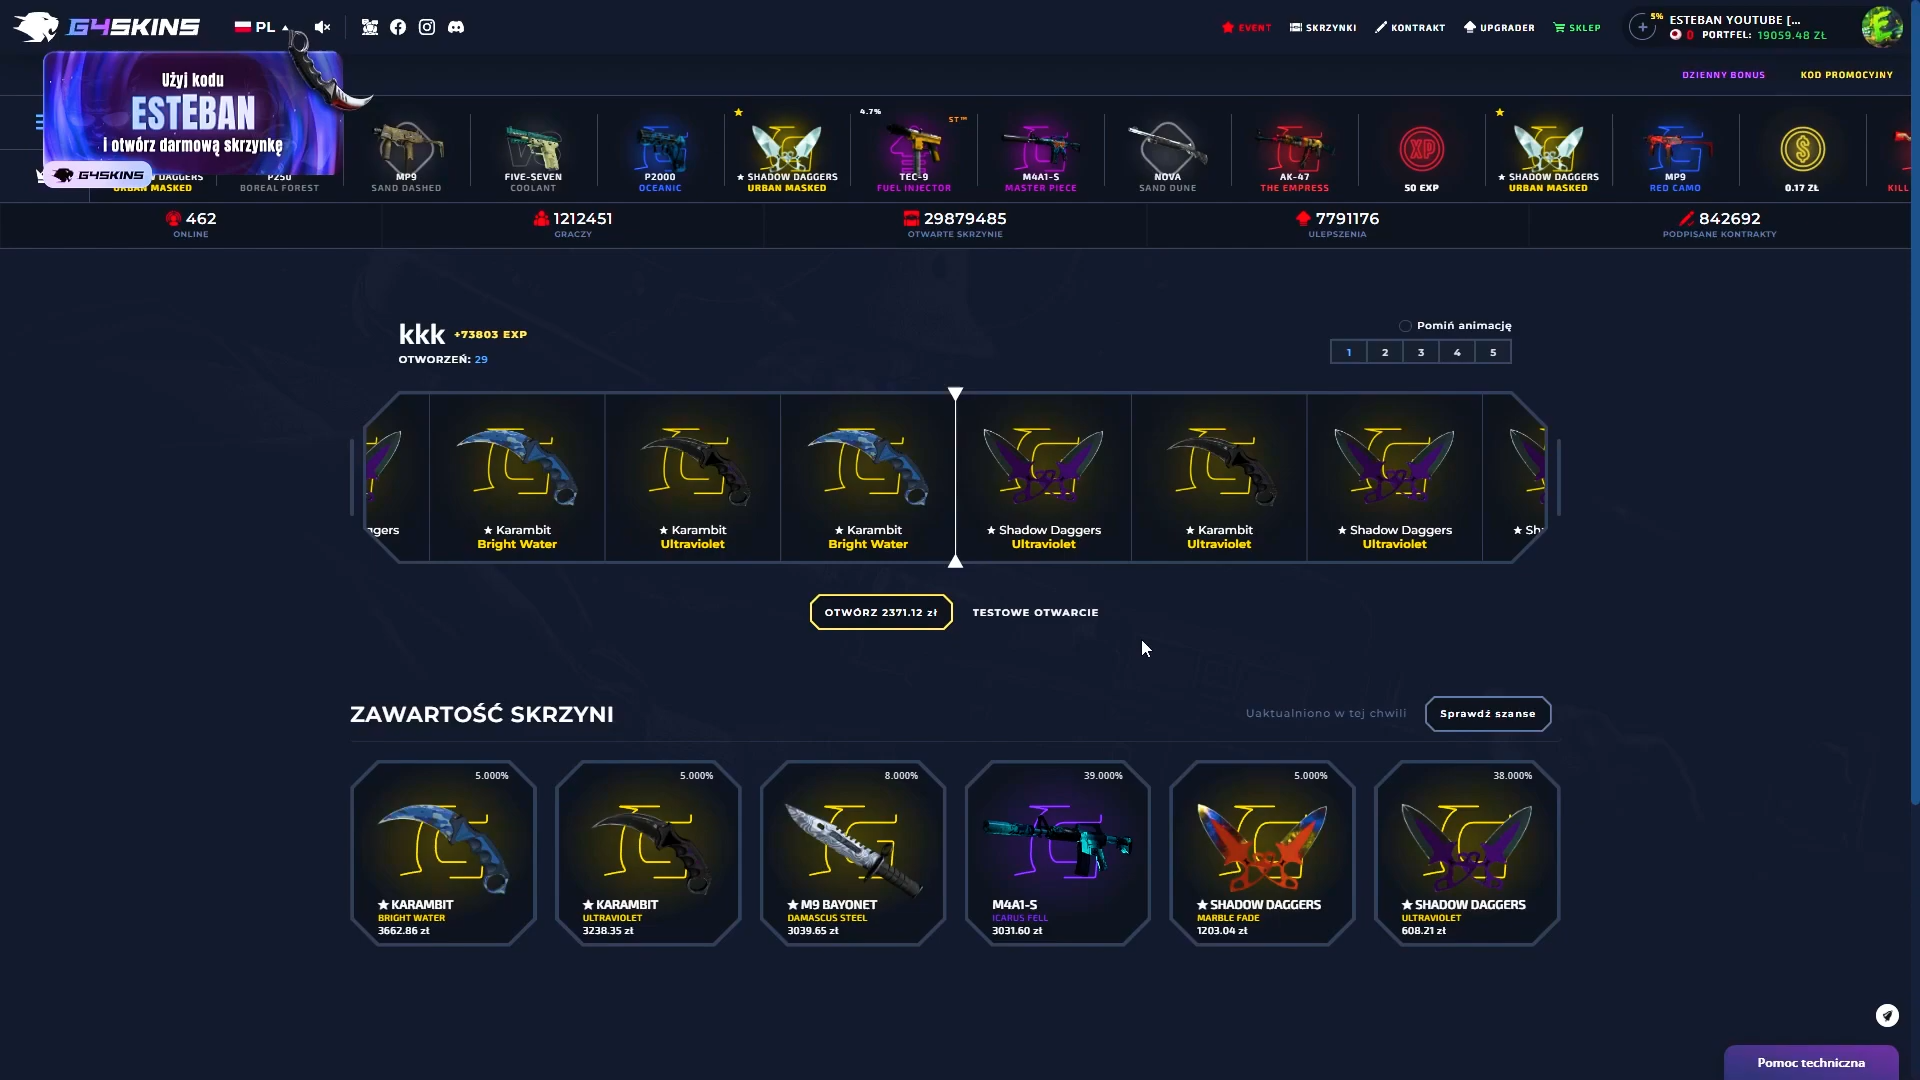 G4SKINS
PL
EVENT
SKRZYNKI
KONTRAKT
UPGRADER
SKLEP
5%
ESTEBAN YOUTUBE [...
0 PORTFEL: 19059.48 ZŁ
DZIENNY BONUS
KOD PROMOCYJNY
Użyj kodu
ESTEBAN
i otwórz darmową skrzynkę
G4SKINS
DAGGERS
URBAN MASKED
P250
BOREAL FOREST
MP9
SAND DASHED
FIVE-SEVEN
COOLANT
P2000
OCEANIC
★ SHADOW DAGGERS
URBAN MASKED
4.7%
ST™
TEC-9
FUEL INJECTOR
M4A1-S
MASTER PIECE
NOVA
SAND DUNE
AK-47
THE EMPRESS
XP
50 EXP
★ SHADOW DAGGERS
URBAN MASKED
MP9
RED CAMO
$
0.17 ZŁ
KILL
462
ONLINE
1212451
GRACZY
29879485
OTWARTE SKRZYNIE
7791176
ULEPSZENIA
842692
PODPISANE KONTRAKTY
kkk +73803 EXP
OTWORZEŃ: 29
Pomiń animację
1 2 3 4 5
ggers
★ Karambit
Bright Water
★ Karambit
Ultraviolet
★ Karambit
Bright Water
★ Shadow Daggers
Ultraviolet
★ Karambit
Ultraviolet
★ Shadow Daggers
Ultraviolet
★ Sh
OTWÓRZ 2371.12 zł
TESTOWE OTWARCIE
ZAWARTOŚĆ SKRZYNI
Uaktualniono w tej chwili
Sprawdź szanse
5.000%
★ KARAMBIT
BRIGHT WATER
3662.86 zł
5.000%
★ KARAMBIT
ULTRAVIOLET
3238.35 zł
8.000%
★ M9 BAYONET
DAMASCUS STEEL
3039.65 zł
39.000%
M4A1-S
ICARUS FELL
3031.60 zł
5.000%
★ SHADOW DAGGERS
MARBLE FADE
1203.04 zł
38.000%
★ SHADOW DAGGERS
ULTRAVIOLET
608.21 zł
Pomoc techniczna